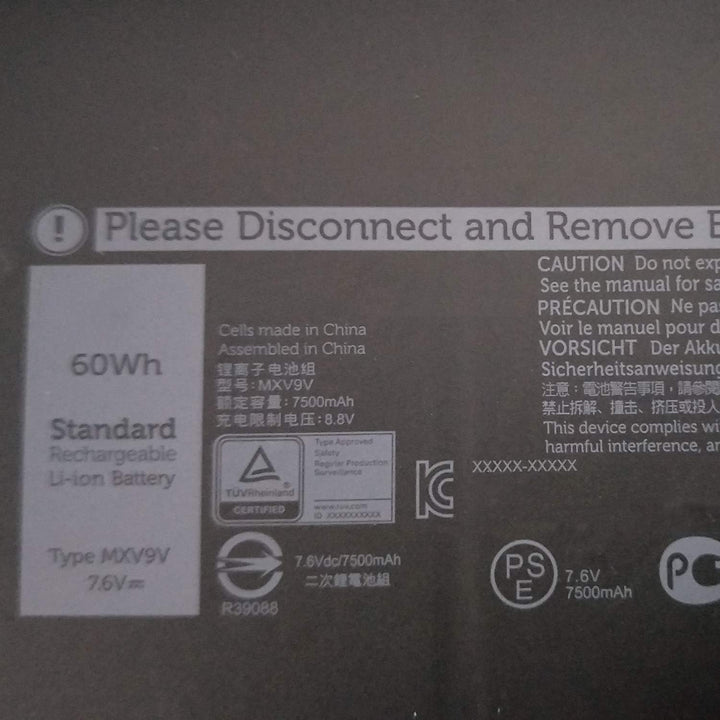 ! Please Disconnect and Remove
60Wh
Standard
Rechargeable
Li-ion Battery
Type MXV9V
7.6V⎓
Cells made in China
Assembled in China
锂离子电池组
型号:MXV9V
额定容量:7500mAh
充电限制电压:8.8V
TÜVRheinland
CERTIFIED
Type Approved
Safety
Regular Production
Surveillance
www.tuv.com
ID XXXXXXXXXX
R39088
7.6Vdc/7500mAh
二次鋰電池組
CAUTION Do not exp
See the manual for sa
PRÉCAUTION Ne pa
Voir le manuel pour d
VORSICHT Der Akku
Sicherheitsanweisung
注意:電池警告事項,請參閱
禁止拆解、撞击、挤压或投入
This device complies wi
harmful interference, an
XXXXX-XXXXX
PS
E
7.6V
7500mAh